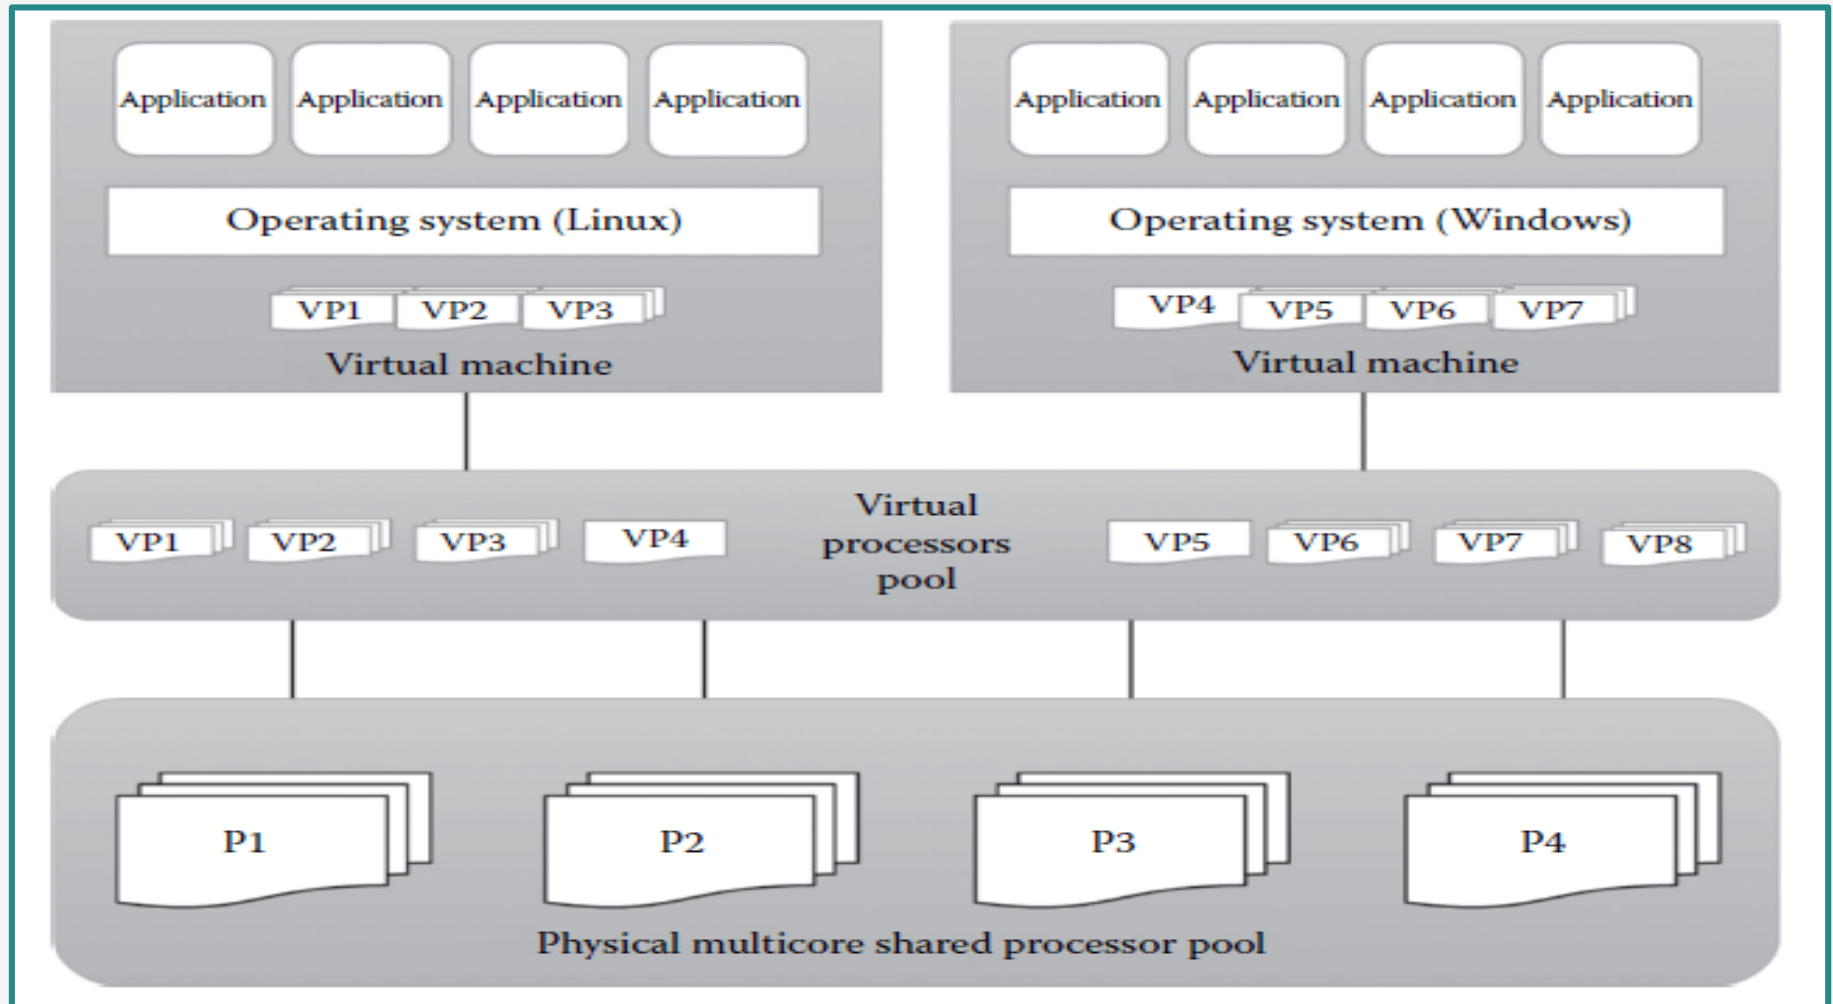 Application Application Application Application
Application Application Application Application
Operating system (Linux)
Operating system (Windows)
VP1 VP2 VP3
VP4 VP5 VP6 VP7
Virtual machine
Virtual machine
VP1 VP2 VP3 VP4
Virtual
processors
pool
VP5 VP6 VP7 VP8
P1 P2 P3 P4
Physical multicore shared processor pool